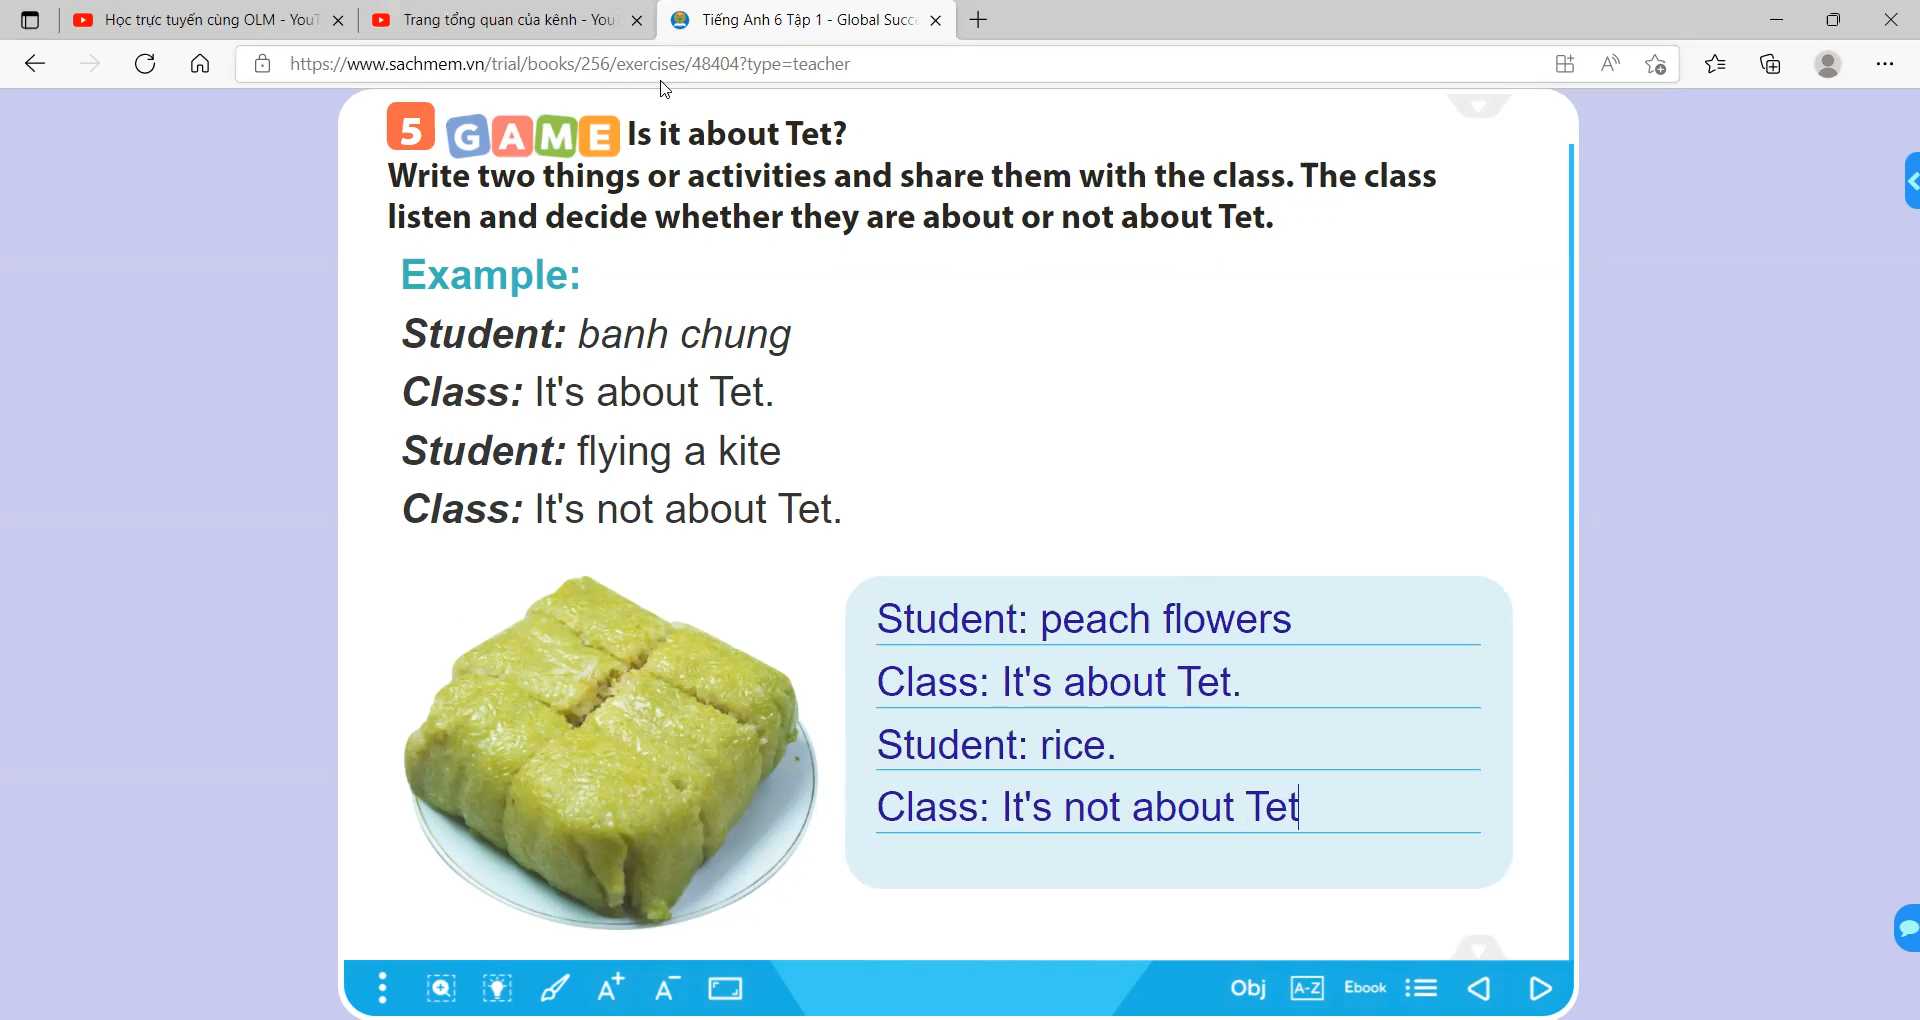 Học trực tuyến cùng OLM - YouT
Trang tổng quan của kênh - You
Tiếng Anh 6 Tập 1 - Global Succe
https://www.sachmem.vn/trial/books/256/exercises/48404?type=teacher
5 GAME Is it about Tet?
Write two things or activities and share them with the class. The class
listen and decide whether they are about or not about Tet.
Example:
Student: banh chung
Class: It's about Tet.
Student: flying a kite
Class: It's not about Tet.
Student: peach flowers
Class: It's about Tet.
Student: rice.
Class: It's not about Tet
A+ A- Obj A-Z Ebook